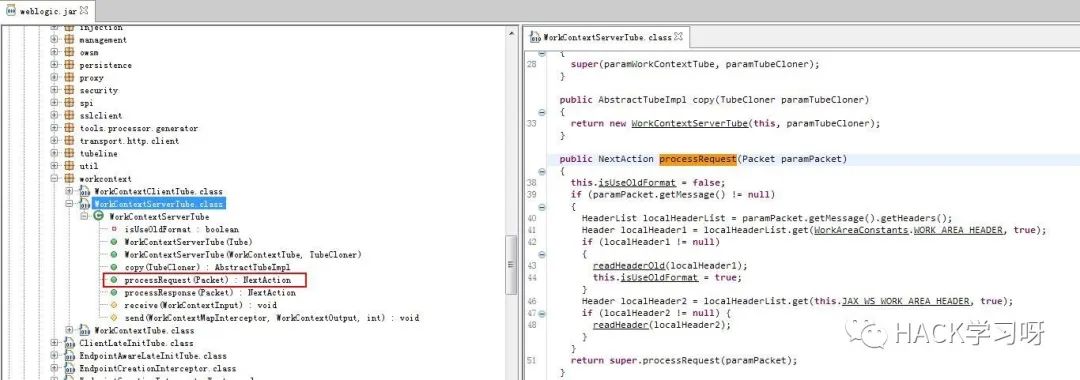 weblogic.jar
injection
management
owsm
persistence
proxy
security
spi
sslclient
tools.processor.generator
transport.http.client
tubeline
util
workcontext
WorkContextClientTube.class
WorkContextServerTube.class
WorkContextServerTube
isUseOldFormat : boolean
WorkContextServerTube(Tube)
WorkContextServerTube(WorkContextTube, TubeCloner)
copy(TubeCloner) : AbstractTubeImpl
processRequest(Packet) : NextAction
processResponse(Packet) : NextAction
receive(WorkContextInput) : void
send(WorkContextMapInterceptor, WorkContextOutput, int) : void
WorkContextTube.class
ClientLateInitTube.class
EndpointAwareLateInitTube.class
EndpointCreationInterceptor.class
WorkContextServerTube.class
{
28 super(paramWorkContextTube, paramTubeCloner);
}
public AbstractTubeImpl copy(TubeCloner paramTubeCloner)
{
33 return new WorkContextServerTube(this, paramTubeCloner);
}
public NextAction processRequest(Packet paramPacket)
{
38 this.isUseOldFormat = false;
39 if (paramPacket.getMessage() != null)
{
40 HeaderList localHeaderList = paramPacket.getMessage().getHeaders();
41 Header localHeader1 = localHeaderList.get(WorkAreaConstants.WORK_AREA_HEADER, true);
42 if (localHeader1 != null)
{
43 readHeaderOld(localHeader1);
44 this.isUseOldFormat = true;
}
46 Header localHeader2 = localHeaderList.get(this.JAX_WS_WORK_AREA_HEADER, true);
47 if (localHeader2 != null) {
48 readHeader(localHeader2);
}
}
51 return super.processRequest(paramPacket);
}
HACK学习呀